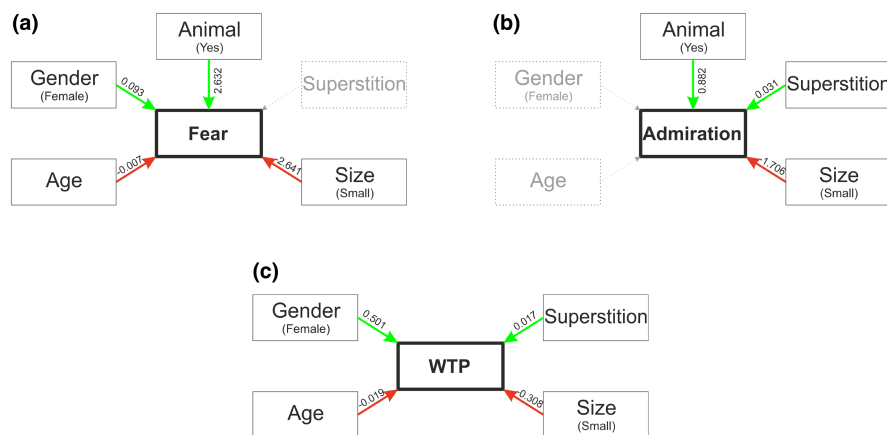 (a)
Animal
(Yes)
Gender
(Female)
0.093
2.632
Superstition
Fear
Age
-0.007
-2.641
Size
(Small)
(b)
Animal
(Yes)
Gender
(Female)
0.882
0.031
Superstition
Admiration
Age
-1.706
Size
(Small)
(c)
Gender
(Female)
0.501
0.017
Superstition
WTP
Age
-0.019
-0.308
Size
(Small)